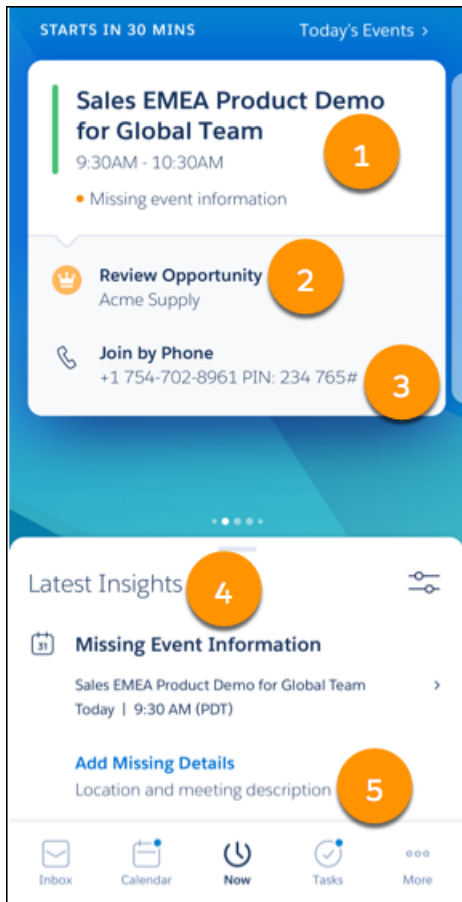 STARTS IN 30 MINS
Today's Events >
Sales EMEA Product Demo
for Global Team
1
9:30AM - 10:30AM
Missing event information
Review Opportunity
2
Acme Supply
Join by Phone
+1 754-702-8961 PIN: 234 765#
3
Latest Insights
4
31
Missing Event Information
Sales EMEA Product Demo for Global Team
Today | 9:30 AM (PDT)
Add Missing Details
Location and meeting description
5
Inbox
Calendar
Now
Tasks
More